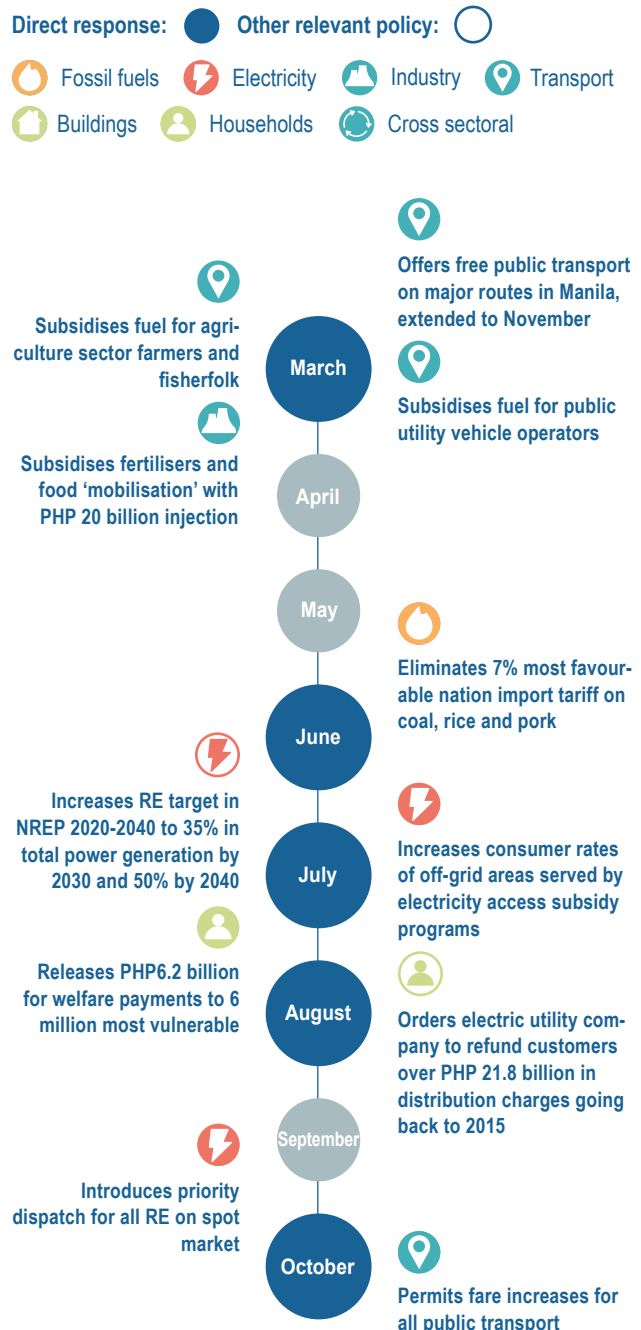 Direct response: Other relevant policy:
Fossil fuels Electricity Industry Transport
Buildings Households Cross sectoral
Offers free public transport
on major routes in Manila,
extended to November
Subsidises fuel for agri-
culture sector farmers and
fisherfolk
March
Subsidises fuel for public
utility vehicle operators
Subsidises fertilisers and
food ‘mobilisation’ with
PHP 20 billion injection
April
May
Eliminates 7% most favour-
able nation import tariff on
coal, rice and pork
June
Increases RE target in
NREP 2020-2040 to 35% in
total power generation by
2030 and 50% by 2040
July
Increases consumer rates
of off-grid areas served by
electricity access subsidy
programs
Releases PHP6.2 billion
for welfare payments to 6
million most vulnerable
August
Orders electric utility com-
pany to refund customers
over PHP 21.8 billion in
distribution charges going
back to 2015
September
Introduces priority
dispatch for all RE on spot
market
October
Permits fare increases for
all public transport